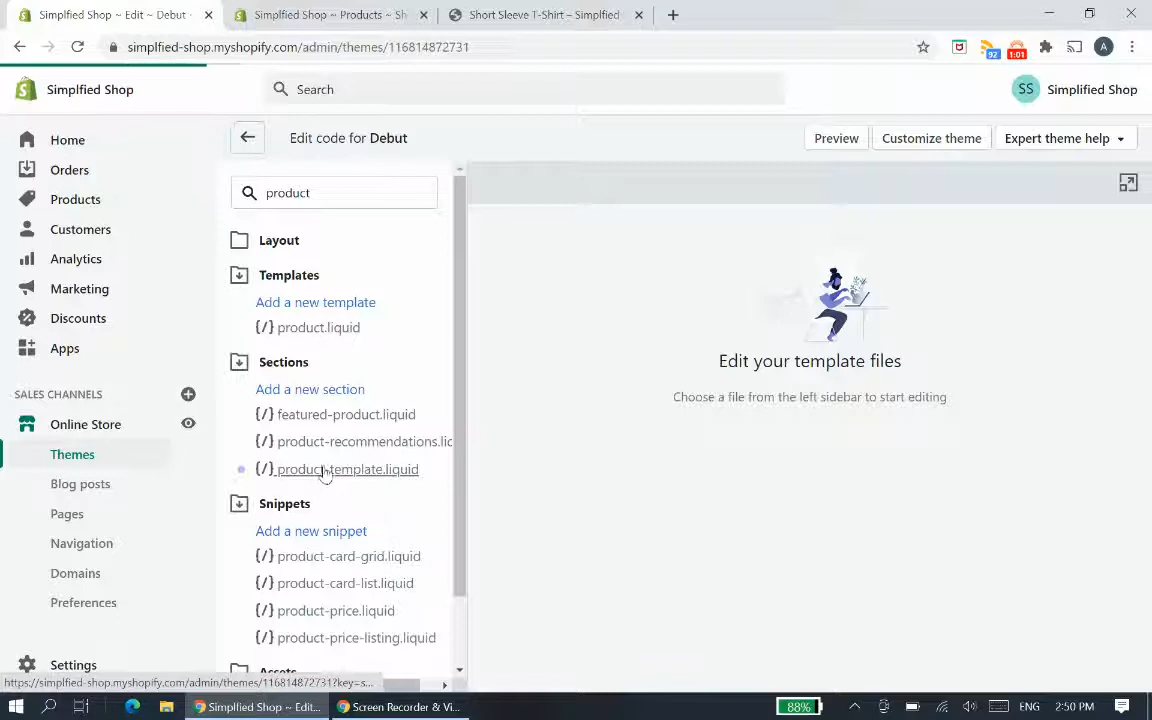 Simplfied Shop ~ Edit ~ Debut ·
Simplfied Shop ~ Products ~ Sh
Short Sleeve T-Shirt – Simplfied
simplfied-shop.myshopify.com/admin/themes/116814872731
92
1:01
A
Simplfied Shop
Search
SS
Simplfied Shop
Home
Orders
Products
Customers
Analytics
Marketing
Discounts
Apps
SALES CHANNELS
Online Store
Themes
Blog posts
Pages
Navigation
Domains
Preferences
Settings
Edit code for Debut
Preview
Customize theme
Expert theme help
product
Layout
Templates
Add a new template
{/} product.liquid
Sections
Add a new section
{/} featured-product.liquid
{/} product-recommendations.lic
{/} product-template.liquid
Snippets
Add a new snippet
{/} product-card-grid.liquid
{/} product-card-list.liquid
{/} product-price.liquid
{/} product-price-listing.liquid
Assets
Edit your template files
Choose a file from the left sidebar to start editing
https://simplfied-shop.myshopify.com/admin/themes/116814872731?key=s...
Simplfied Shop ~ Edit...
Screen Recorder & Vi...
88%
ENG
2:50 PM